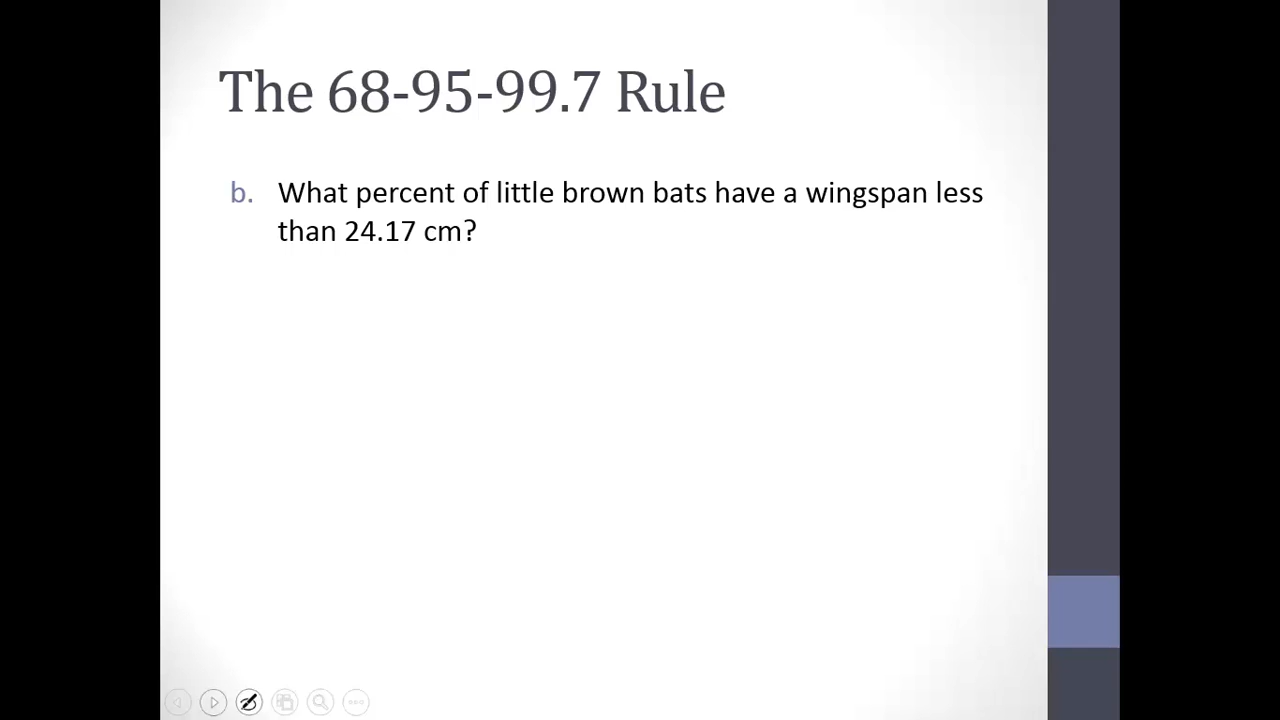 The 68-95-99.7 Rule
b. What percent of little brown bats have a wingspan less
than 24.17 cm?